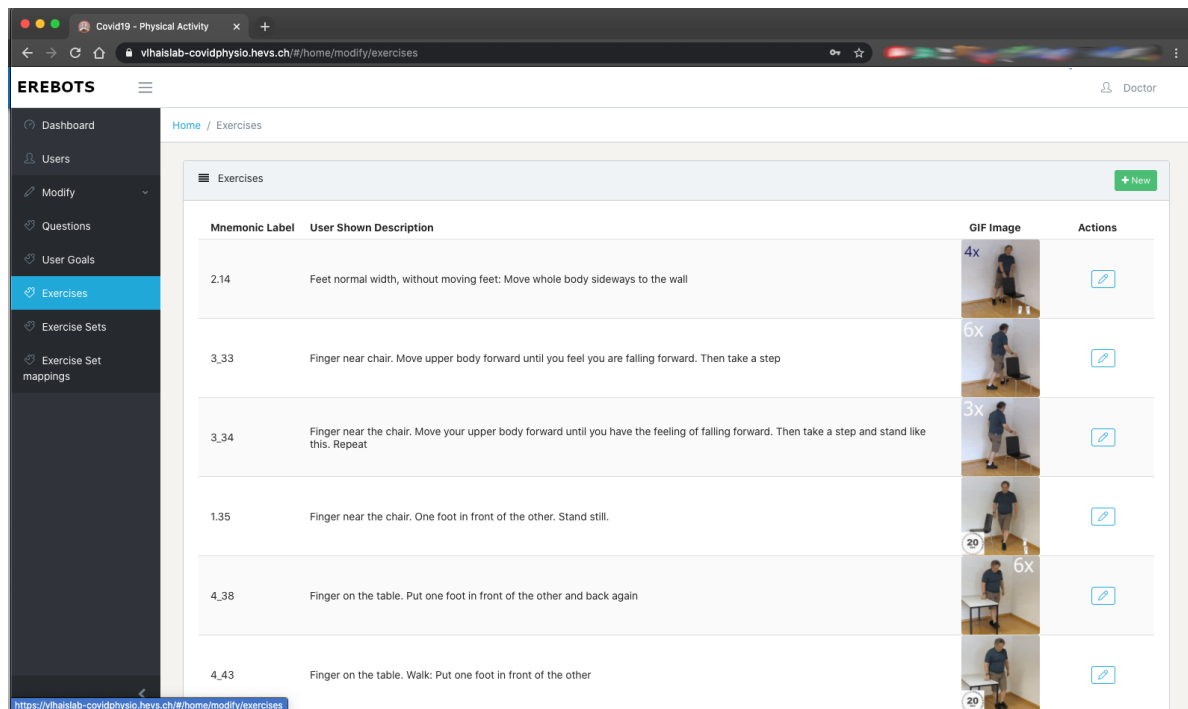 Covid19 - Physical Activity
vlhaislab-covidphysio.hevs.ch/#/home/modify/exercises
EREBOTS
Doctor
Dashboard
Home / Exercises
Users
Modify
Questions
User Goals
Exercises
Exercise Sets
Exercise Set
mappings
Exercises
New
Mnemonic Label User Shown Description GIF Image Actions
2.14 Feet normal width, without moving feet: Move whole body sideways to the wall 4x
3_33 Finger near chair. Move upper body forward until you feel you are falling forward. Then take a step 6x
3_34 Finger near the chair. Move your upper body forward until you have the feeling of falling forward. Then take a step and stand like
this. Repeat 3x
1.35 Finger near the chair. One foot in front of the other. Stand still. 20
4_38 Finger on the table. Put one foot in front of the other and back again 6x
4_43 Finger on the table. Walk: Put one foot in front of the other 20
https://vlhaislab-covidphysio.hevs.ch/#/home/modify/exercises